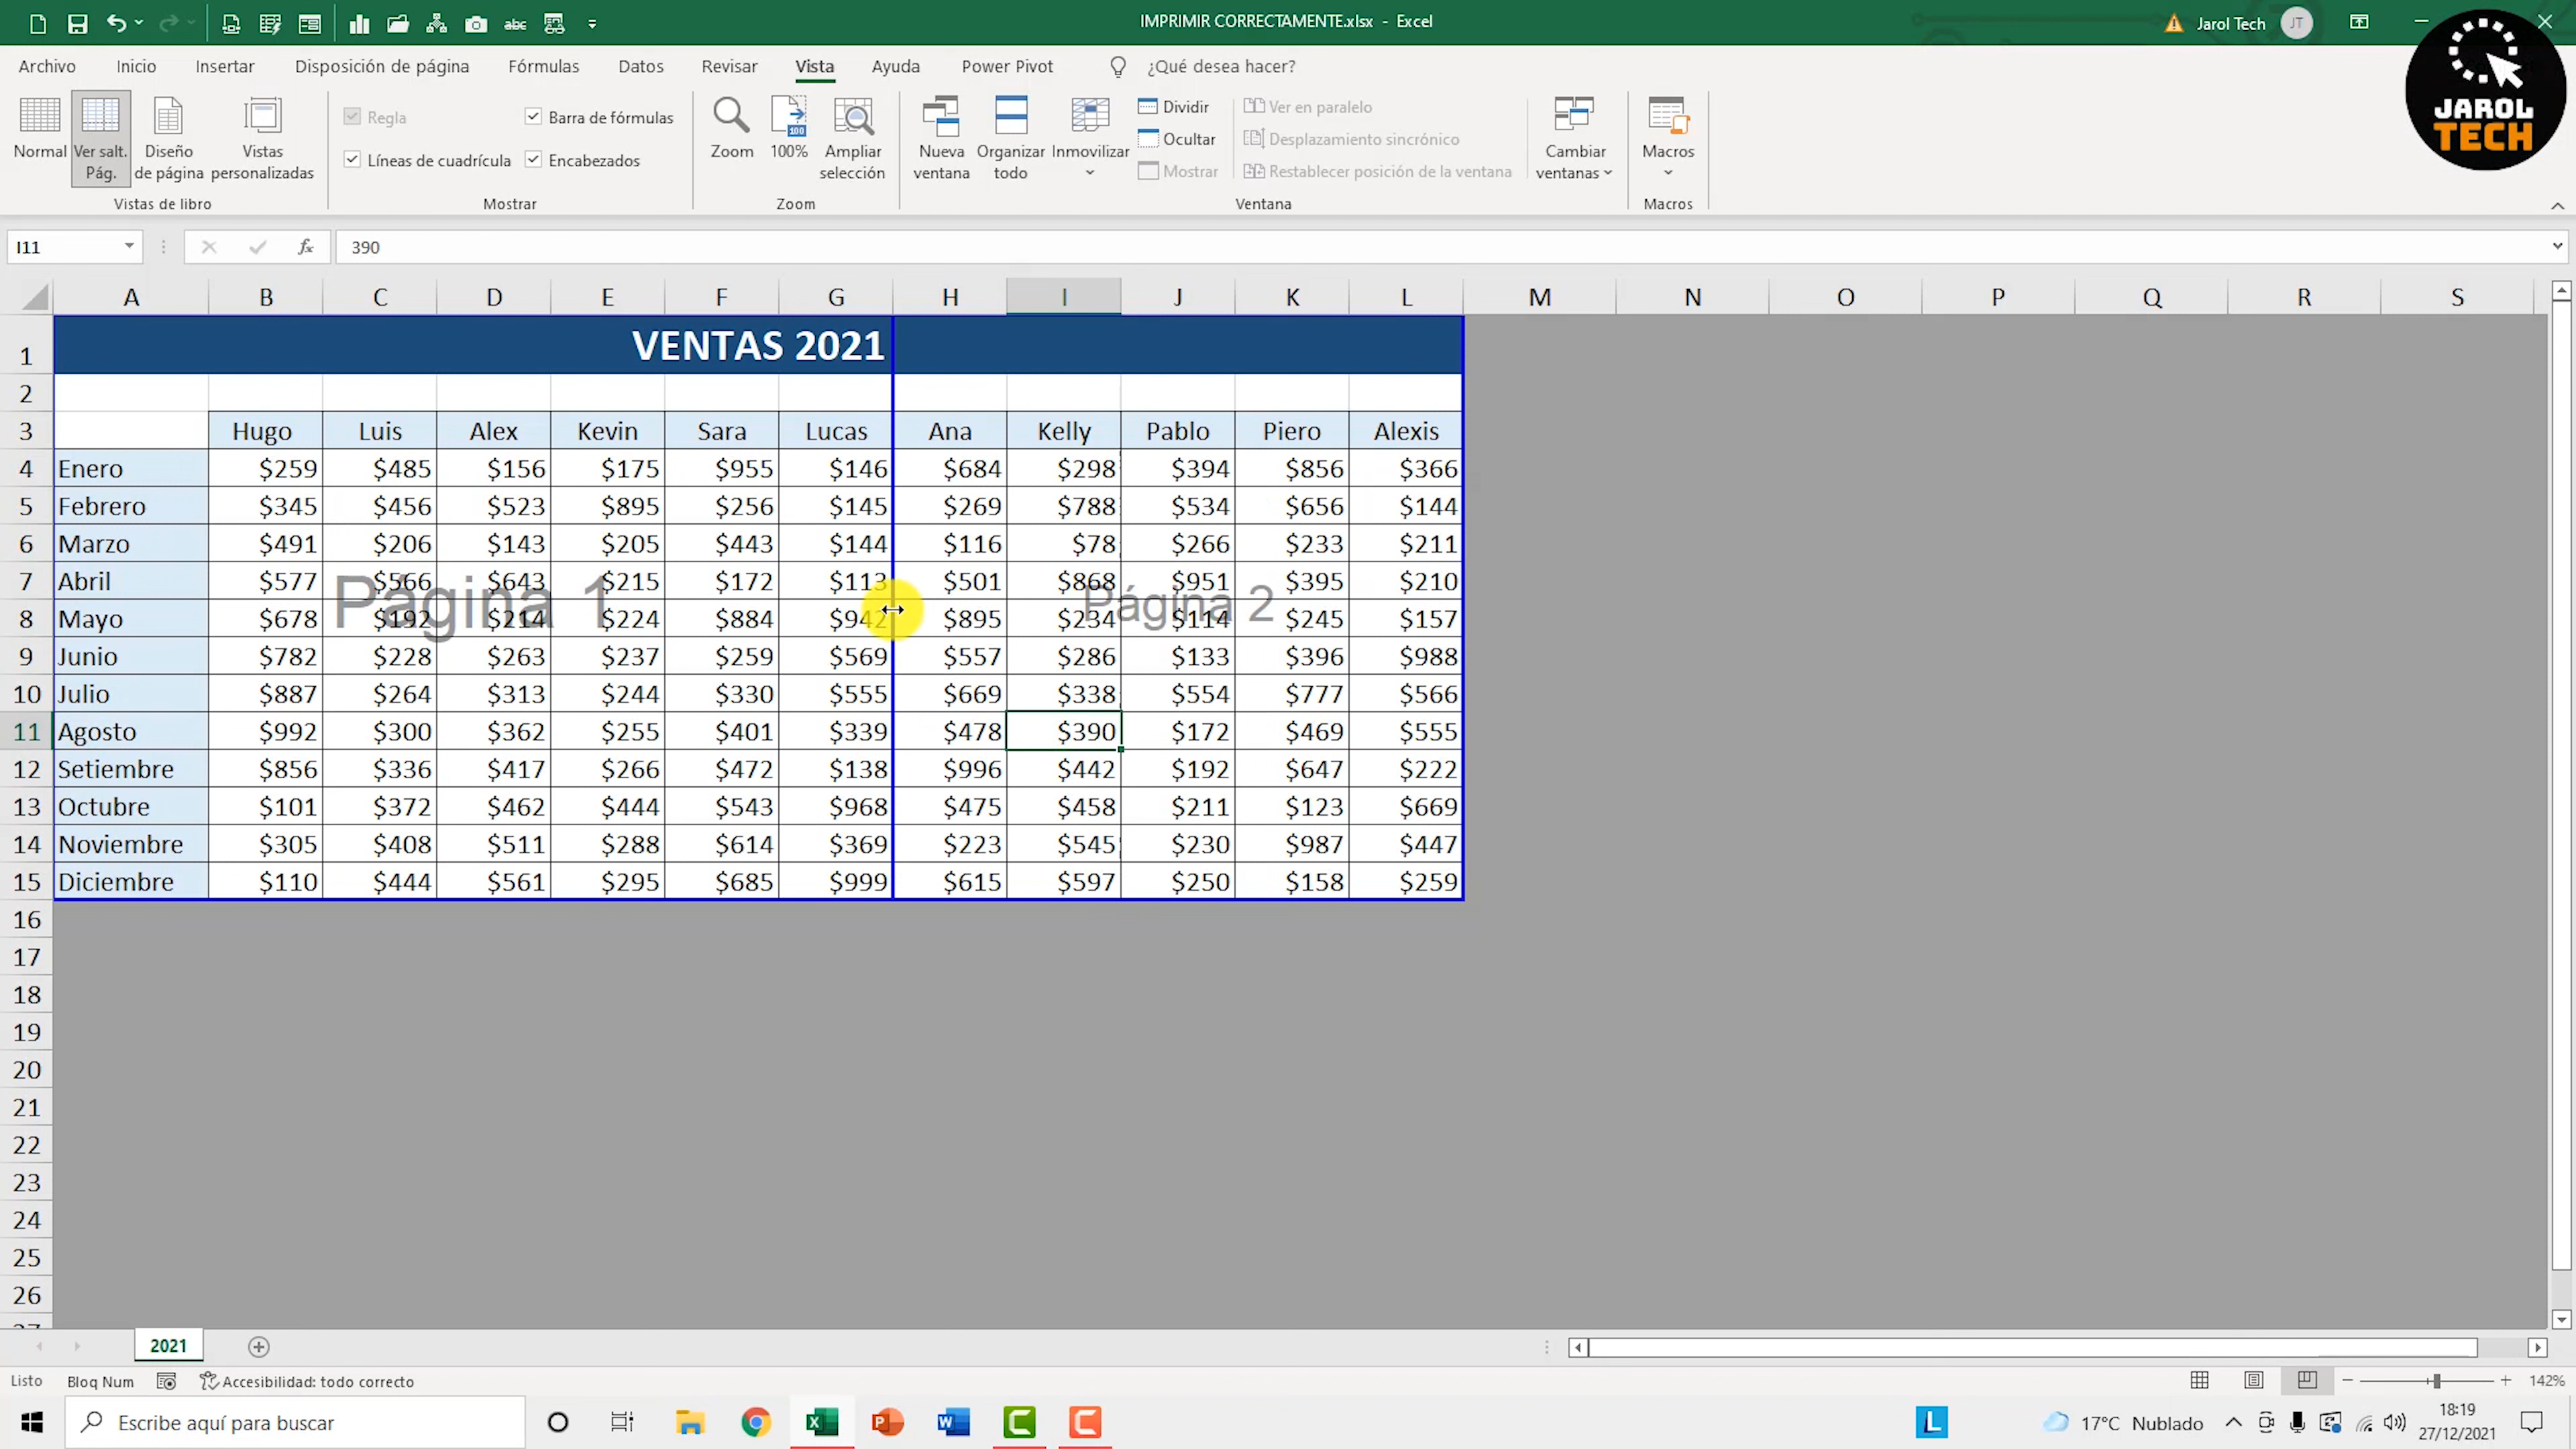 IMPRIMIR CORRECTAMENTE.xlsx - Excel
Jarol Tech JT
Archivo Inicio Insertar Disposición de página Fórmulas Datos Revisar Vista Ayuda Power Pivot ¿Qué desea hacer?
JAROL
TECH
Normal Ver salt. Pág. Diseño de página Vistas personalizadas
Regla Barra de fórmulas
Líneas de cuadrícula Encabezados
Zoom 100% Ampliar selección
Nueva ventana Organizar todo Inmovilizar
Dividir
Ocultar
Mostrar
Ver en paralelo
Desplazamiento sincrónico
Restablecer posición de la ventana
Cambiar ventanas
Macros
Vistas de libro Mostrar Zoom Ventana Macros
I11 fx 390
A B C D E F G H I J K L M N O P Q R S
1 VENTAS 2021
2
3 Hugo Luis Alex Kevin Sara Lucas Ana Kelly Pablo Piero Alexis
4 Enero $259 $485 $156 $175 $955 $146 $684 $298 $394 $856 $366
5 Febrero $345 $456 $523 $895 $256 $145 $269 $788 $534 $656 $144
6 Marzo $491 $206 $143 $205 $443 $144 $116 $78 $266 $233 $211
7 Abril $577 $566 $643 $215 $172 $113 $501 $868 $951 $395 $210
Página 1 Página 2
8 Mayo $678 $192 $214 $224 $884 $942 $895 $234 $114 $245 $157
9 Junio $782 $228 $263 $237 $259 $569 $557 $286 $133 $396 $988
10 Julio $887 $264 $313 $244 $330 $555 $669 $338 $554 $777 $566
11 Agosto $992 $300 $362 $255 $401 $339 $478 $390 $172 $469 $555
12 Setiembre $856 $336 $417 $266 $472 $138 $996 $442 $192 $647 $222
13 Octubre $101 $372 $462 $444 $543 $968 $475 $458 $211 $123 $669
14 Noviembre $305 $408 $511 $288 $614 $369 $223 $545 $230 $987 $447
15 Diciembre $110 $444 $561 $295 $685 $999 $615 $597 $250 $158 $259
16
17
18
19
20
21
22
23
24
25
26
2021
Listo Bloq Num Accesibilidad: todo correcto 142%
Escribe aquí para buscar
17°C Nublado
18:19
27/12/2021